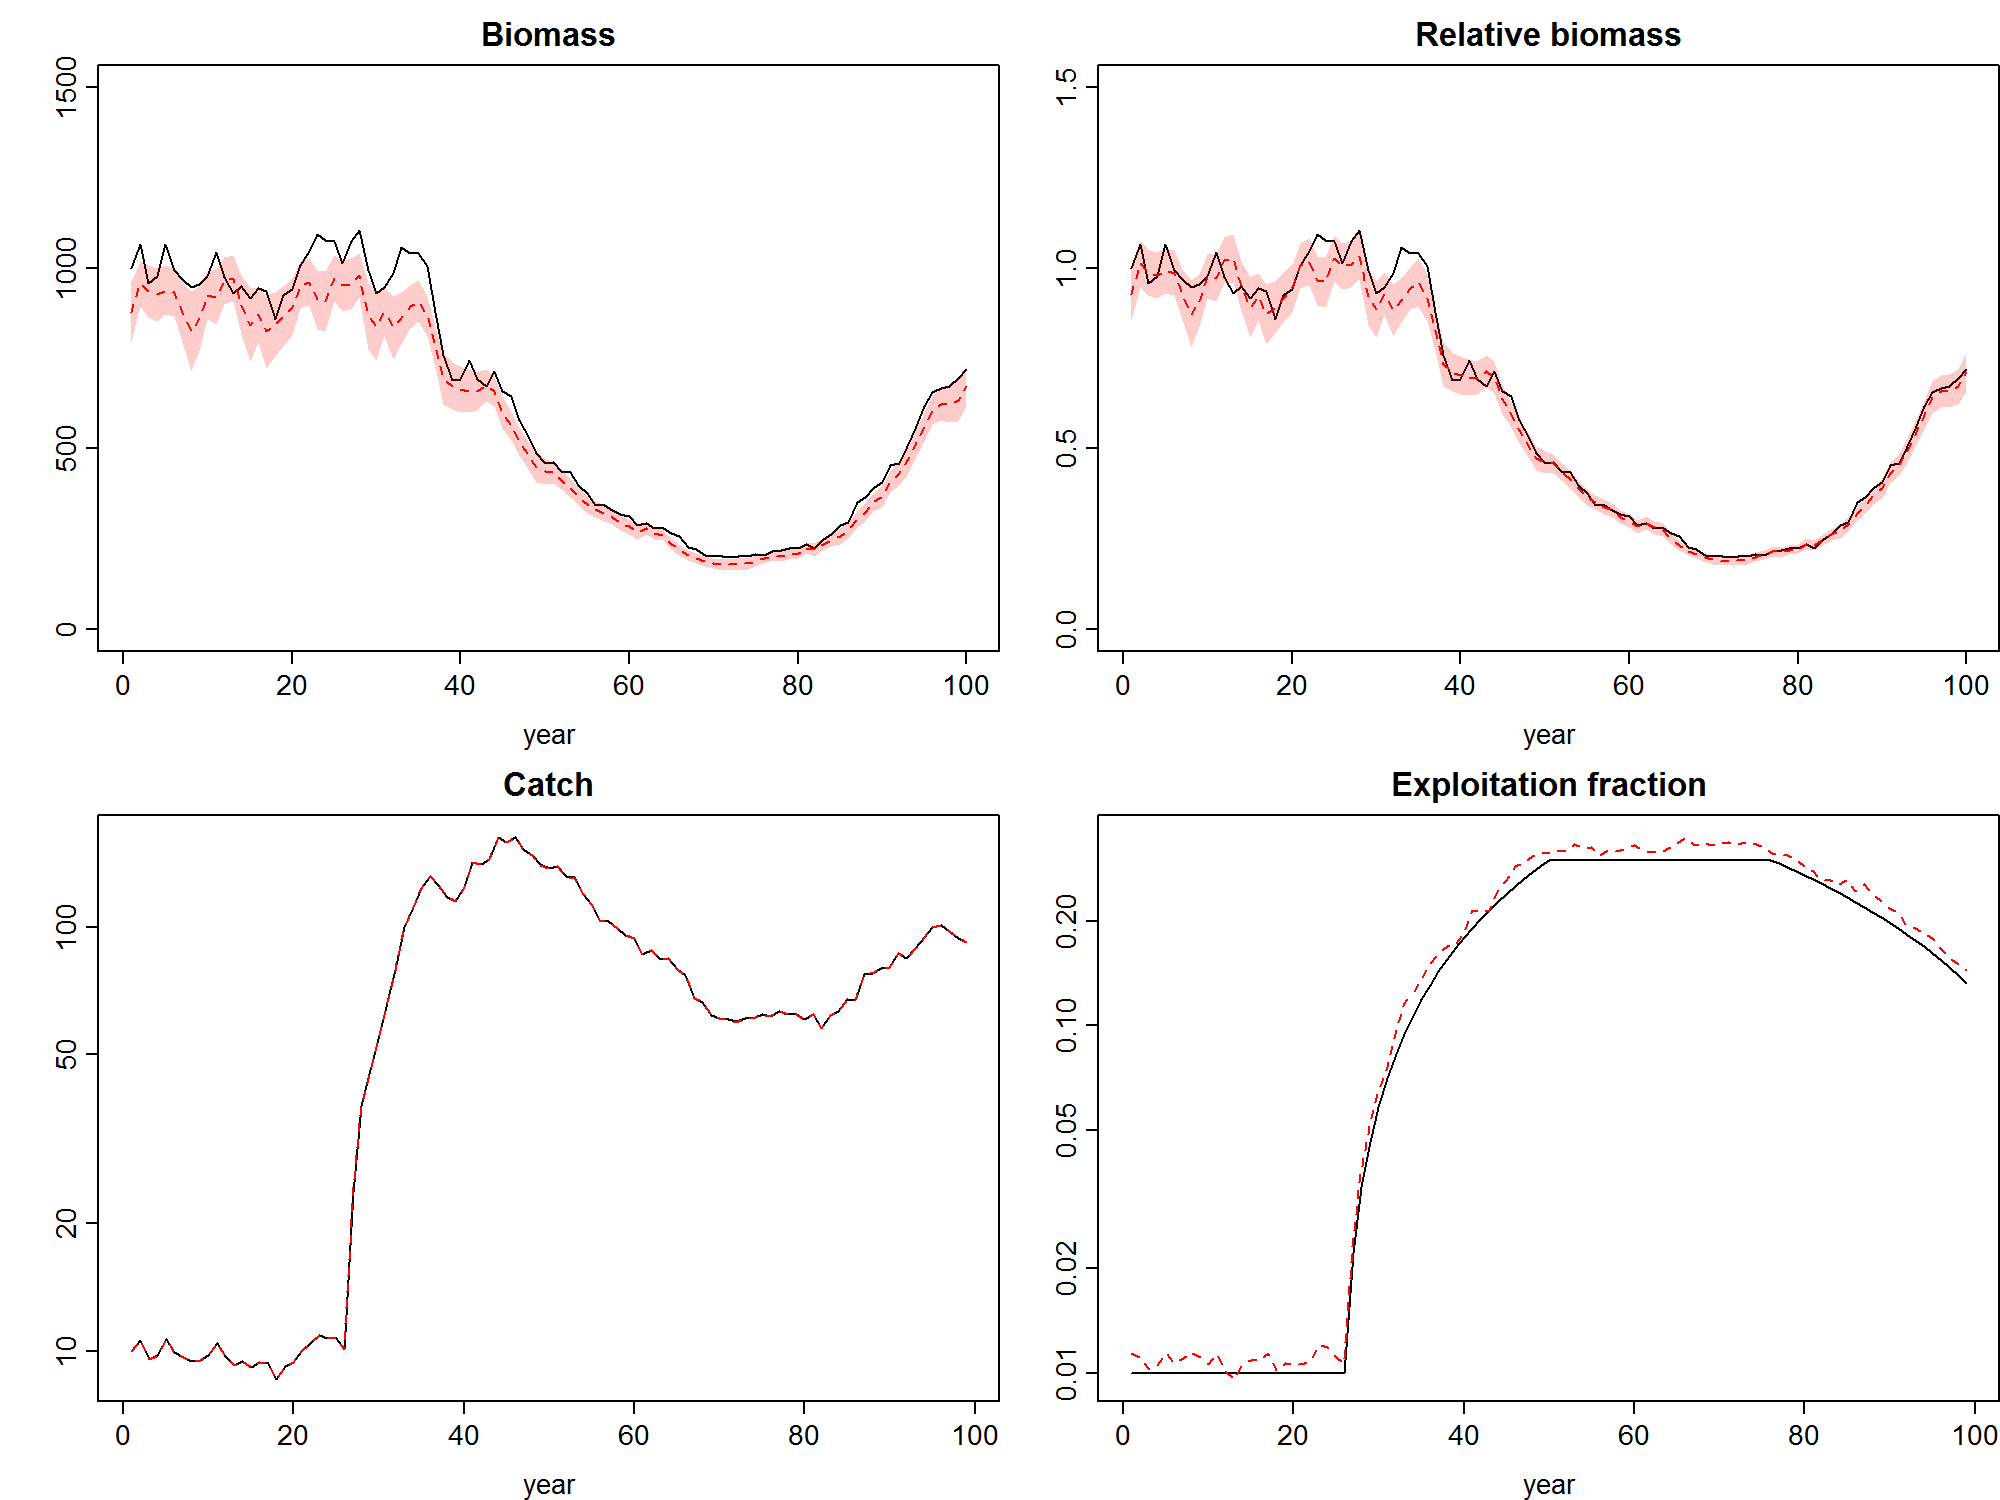 Biomass
1500
1000
500
0
0 20 40 60 80 100
year
Relative biomass
1.5
1.0
0.5
0.0
0 20 40 60 80 100
year
Catch
100
50
20
10
0 20 40 60 80 100
year
Exploitation fraction
0.20
0.10
0.05
0.02
0.01
0 20 40 60 80 100
year